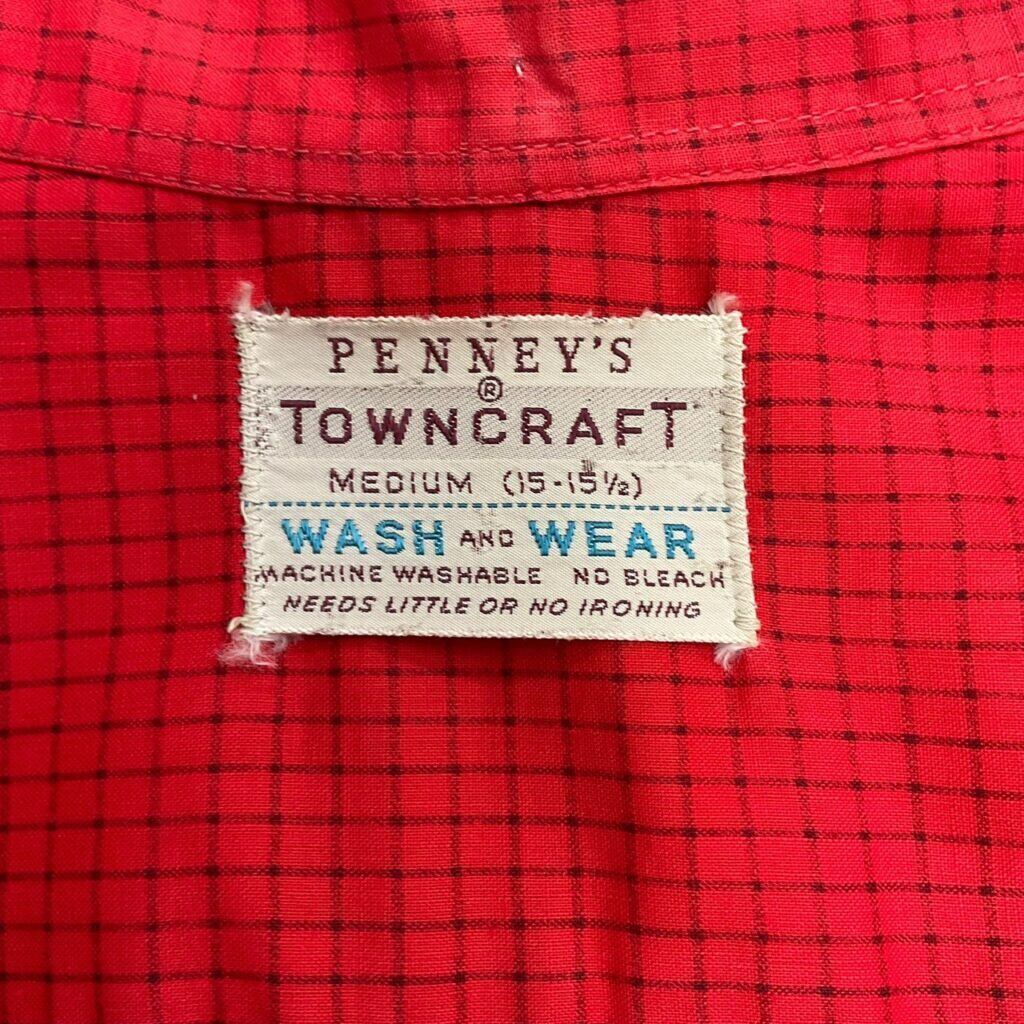 PENNEY'S
®
TOWNCRAFT
MEDIUM (15-15½)
WASH AND WEAR
MACHINE WASHABLE NO BLEACH
NEEDS LITTLE OR NO IRONING